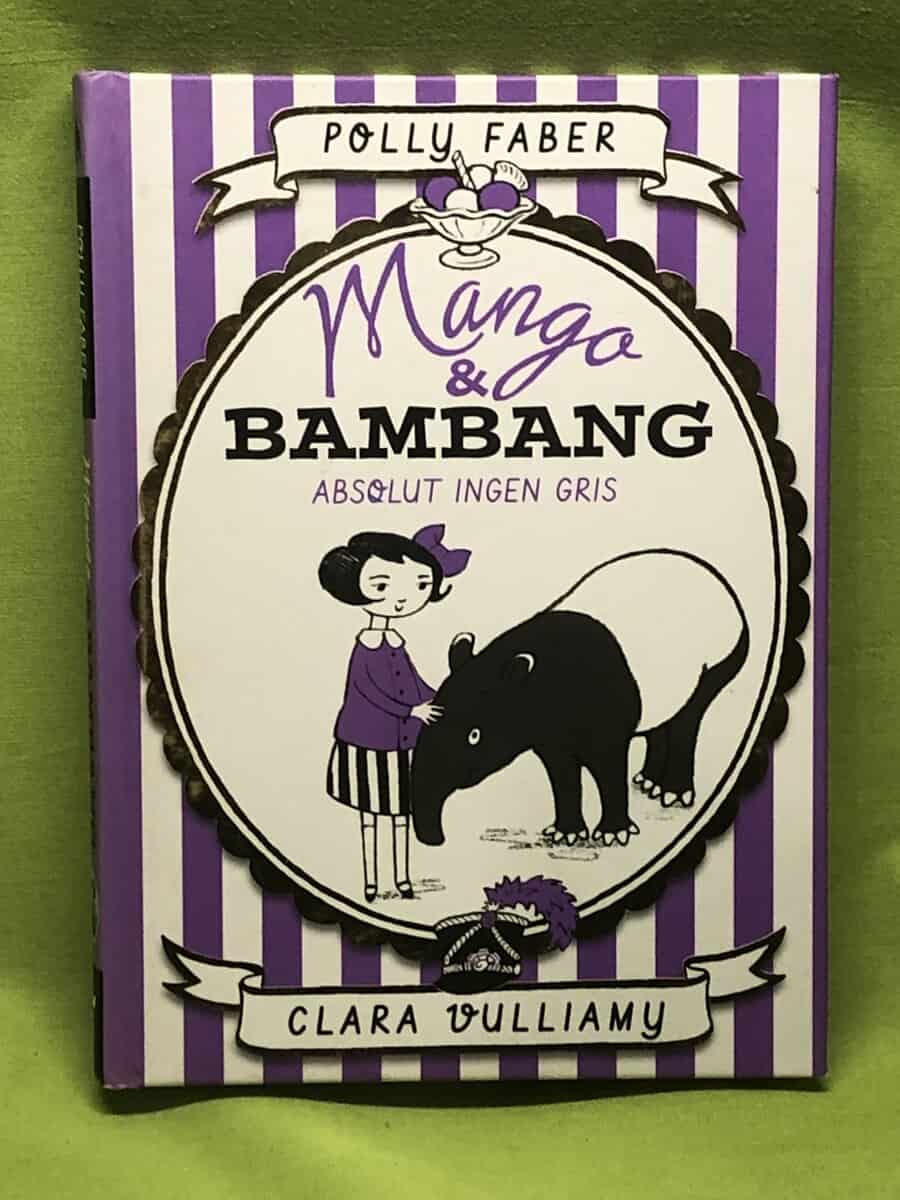 POLLY FABER
Mango
&
BAMBANG
ABSOLUT INGEN GRIS
CLARA VULLIAMY